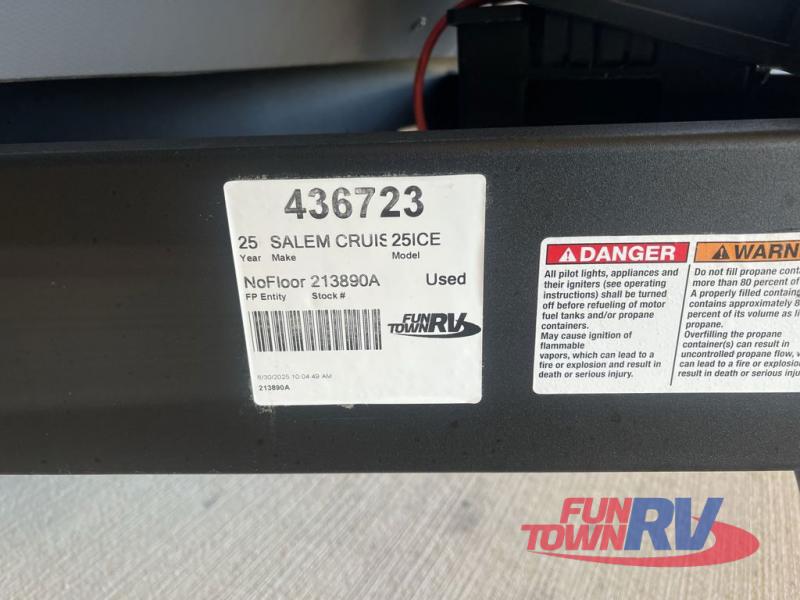 436723
25 SALEM CRUIS 25ICE
Year Make Model
NoFloor 213890A Used
FP Entity Stock #
FUN TOWN RV
8/30/2025 10:04:49 AM
213890A
DANGER
All pilot lights, appliances and
their igniters (see operating
instructions) shall be turned
off before refueling of motor
fuel tanks and/or propane
containers.
May cause ignition of
flammable
vapors, which can lead to a
fire or explosion and result in
death or serious injury.
WARN
Do not fill propane cont
more than 80 percent of
A properly filled containe
contains approximately 8
percent of its volume as li
propane.
Overfilling the propane
container(s) can result in
uncontrolled propane flow, w
can lead to a fire or explosio
result in death or serious inju
FUN
TOWN RV